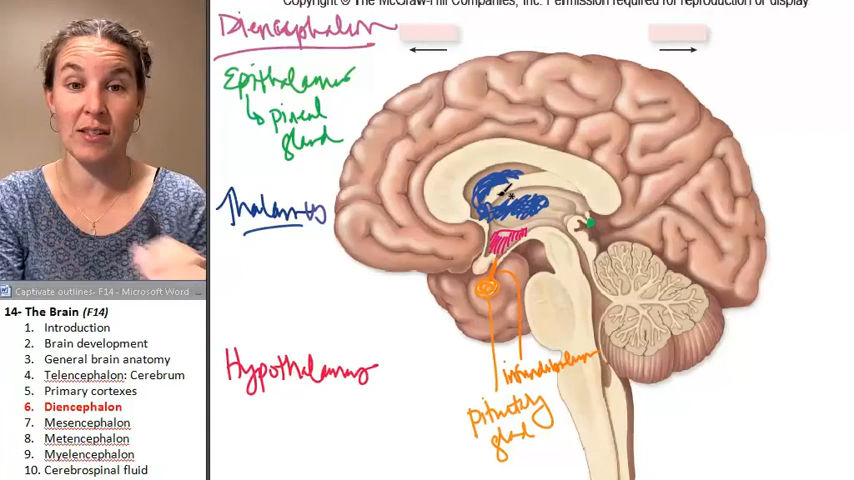 Copyright © The McGraw-Hill Companies, Inc. Permission required for reproduction or display
Diencephalon
Epithalamus
↳ pineal
gland
Thalamus
Hypothalamus
infundibulum
pituitary
gland
Captivate outlines- F14 - Microsoft Word
14- The Brain (F14)
1. Introduction
2. Brain development
3. General brain anatomy
4. Telencephalon: Cerebrum
5. Primary cortexes
6. Diencephalon
7. Mesencephalon
8. Metencephalon
9. Myelencephalon
10. Cerebrospinal fluid